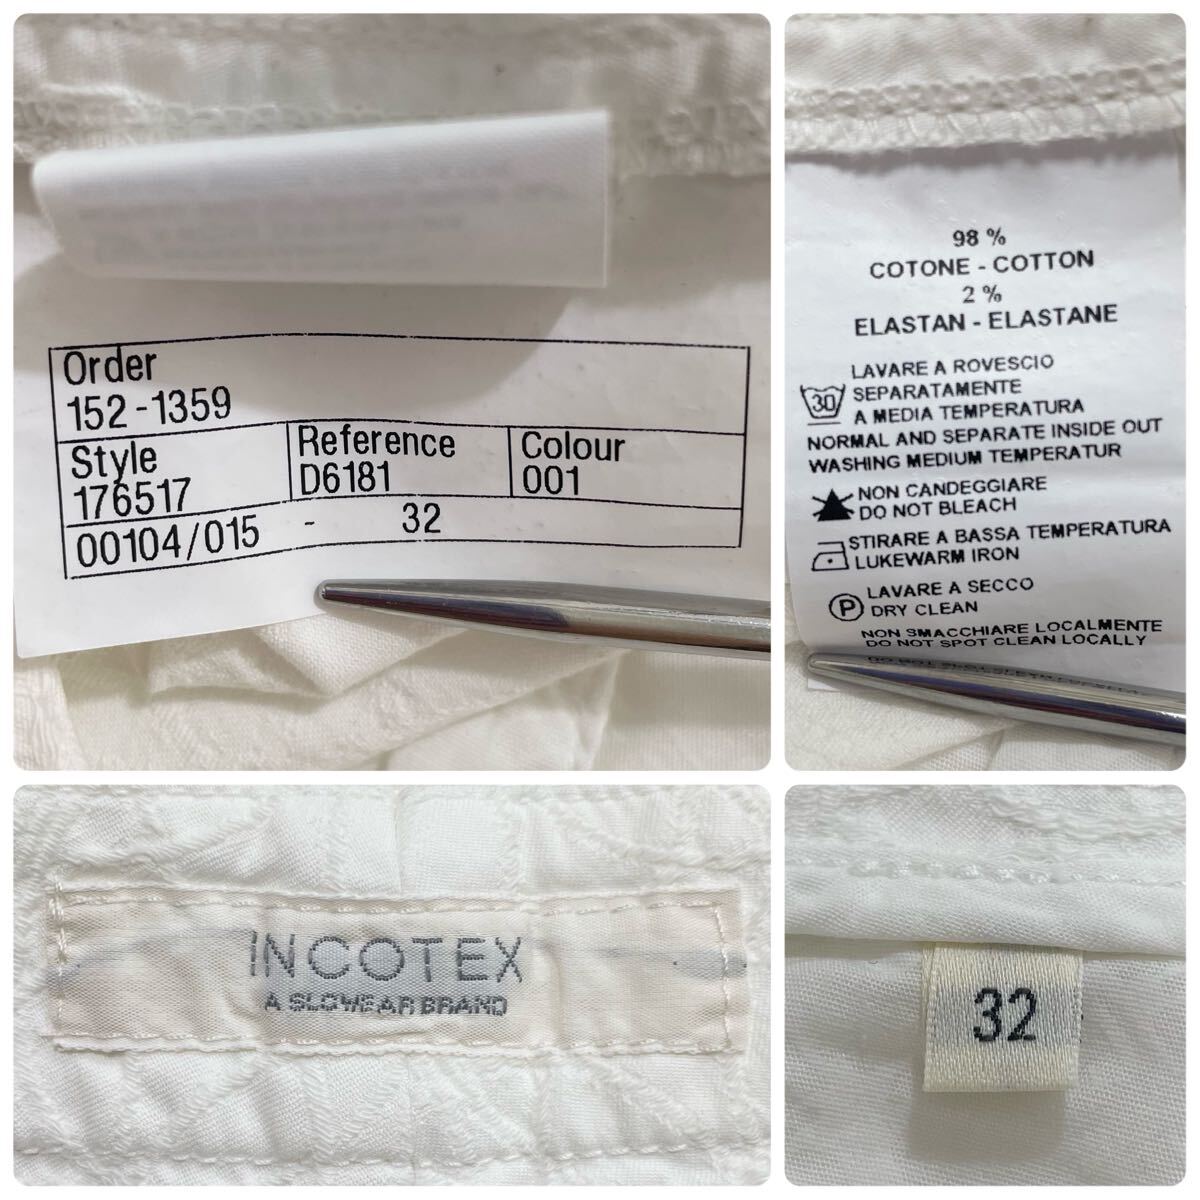 Order
152-1359
Style
176517
Reference
D6181
Colour
001
00104/015 - 32
98 %
COTONE - COTTON
2 %
ELASTAN - ELASTANE
30
LAVARE A ROVESCIO
SEPARATAMENTE
A MEDIA TEMPERATURA
NORMAL AND SEPARATE INSIDE OUT
WASHING MEDIUM TEMPERATUR
NON CANDEGGIARE
DO NOT BLEACH
STIRARE A BASSA TEMPERATURA
LUKEWARM IRON
P
LAVARE A SECCO
DRY CLEAN
NON SMACCHIARE LOCALMENTE
DO NOT SPOT CLEAN LOCALLY
INCOTEX
A SLOWEAR BRAND
32